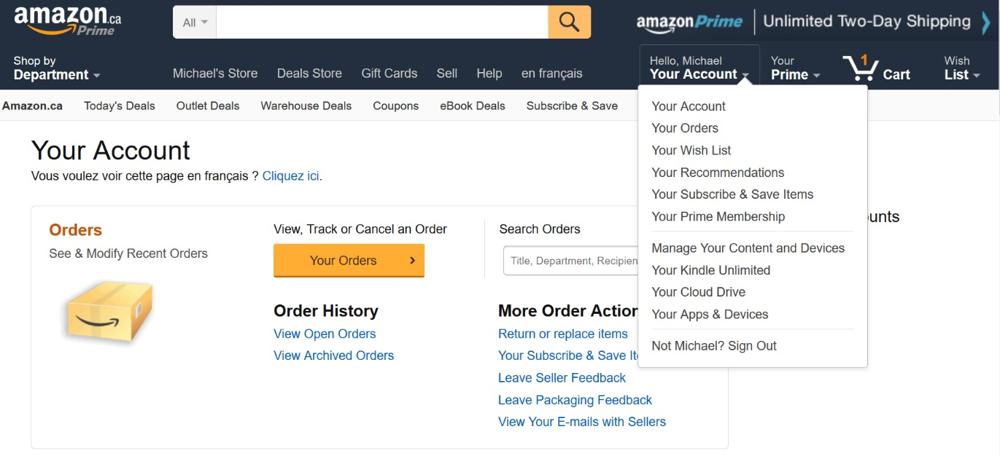 amazon.ca
Prime
All
amazonPrime
Unlimited Two-Day Shipping
Shop by
Department
Michael's Store
Deals Store
Gift Cards
Sell
Help
en français
Hello, Michael
Your Account
Your
Prime
1
Cart
Wish
List
Amazon.ca
Today's Deals
Outlet Deals
Warehouse Deals
Coupons
eBook Deals
Subscribe & Save
Your Account
Your Orders
Your Wish List
Your Recommendations
Your Subscribe & Save Items
Your Prime Membership
Manage Your Content and Devices
Your Kindle Unlimited
Your Cloud Drive
Your Apps & Devices
Not Michael? Sign Out
Your Account
Vous voulez voir cette page en français ? Cliquez ici.
Orders
See & Modify Recent Orders
View, Track or Cancel an Order
Your Orders
Search Orders
Title, Department, Recipien
Order History
View Open Orders
View Archived Orders
More Order Action
Return or replace items
Your Subscribe & Save It
Leave Seller Feedback
Leave Packaging Feedback
View Your E-mails with Sellers
unts